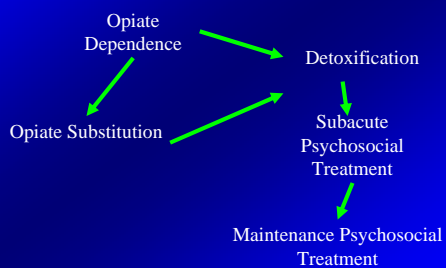 Opiate
Dependence
Detoxification
Opiate Substitution
Subacute
Psychosocial
Treatment
Maintenance Psychosocial
Treatment